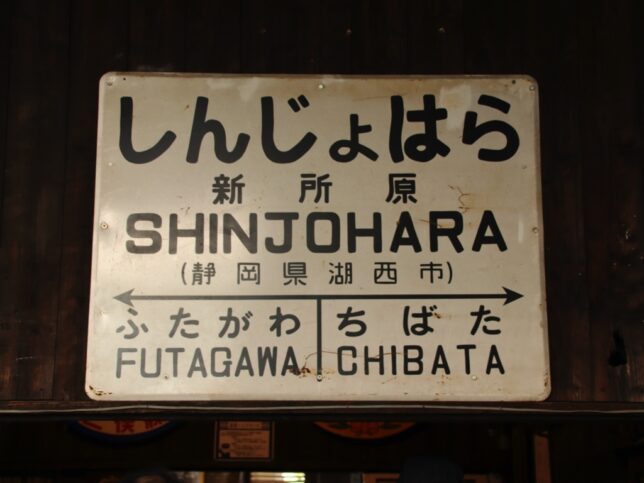 しんじょはら
新所原
SHINJOHARA
(静岡県湖西市)
ふたがわ ちばた
FUTAGAWA CHIBATA